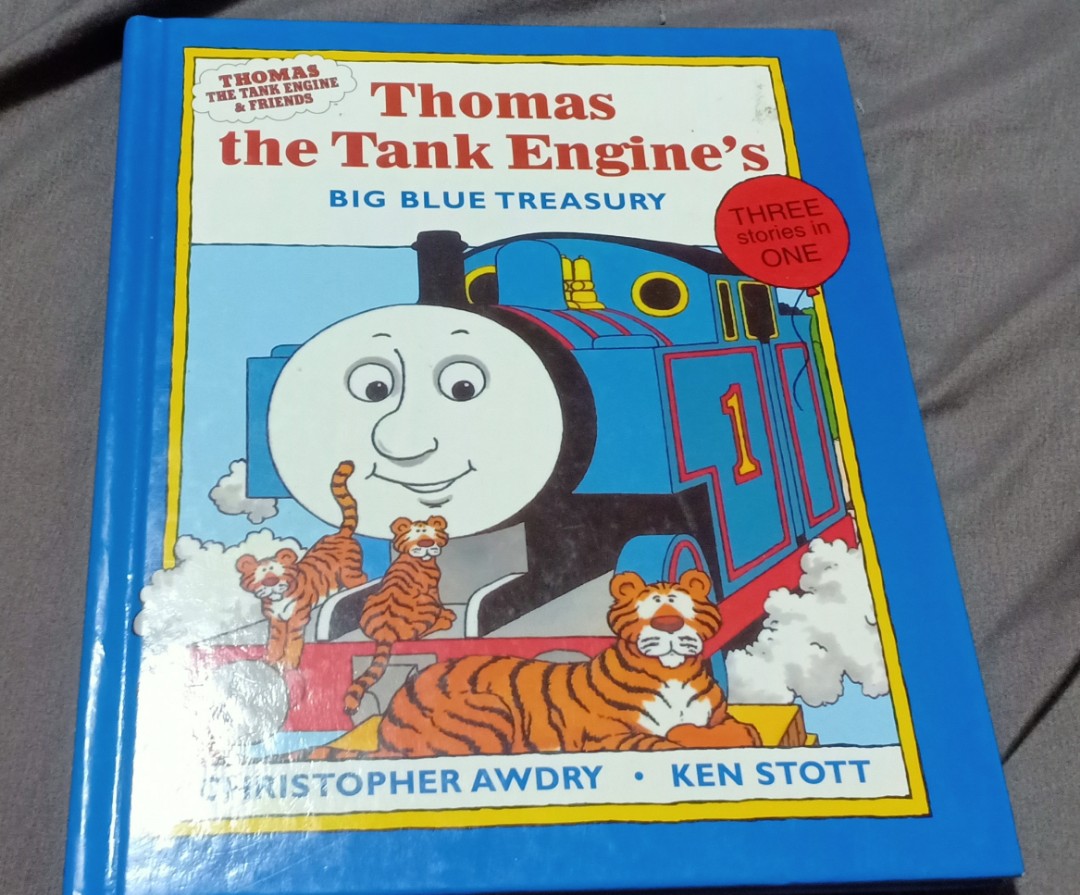 THOMAS
THE TANK ENGINE
& FRIENDS
Thomas
the Tank Engine's
BIG BLUE TREASURY
THREE
stories in
ONE
1
CHRISTOPHER AWDRY • KEN STOTT